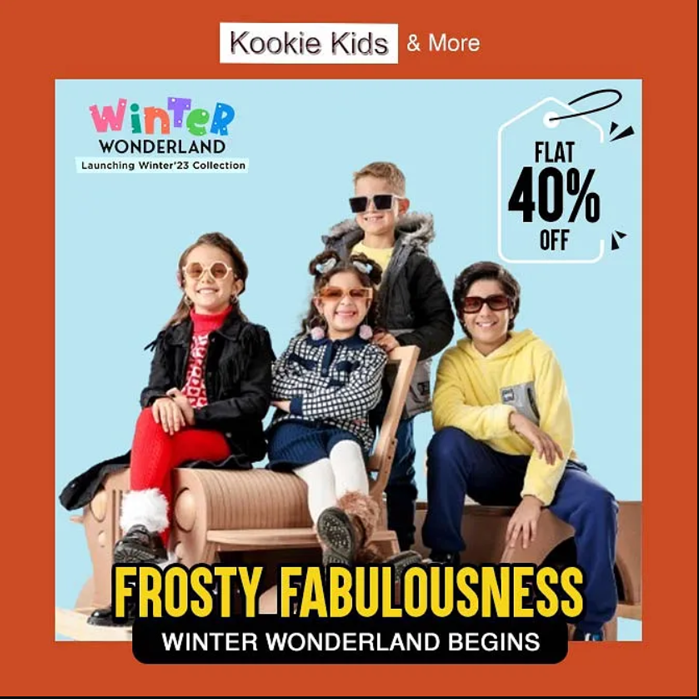 Kookie Kids & More
WinTeR
WONDERLAND
Launching Winter'23 Collection
FLAT
40%
OFF
FROSTY FABULOUSNESS
WINTER WONDERLAND BEGINS